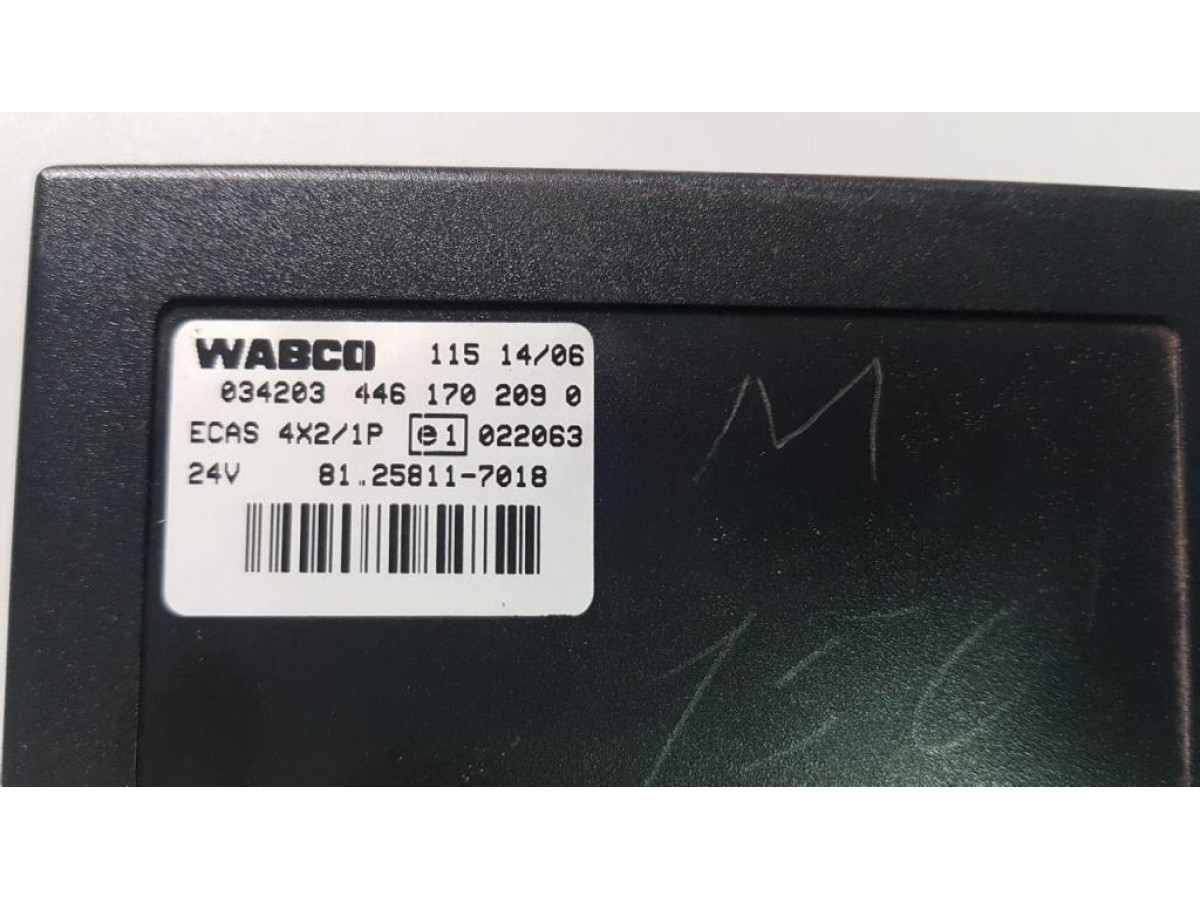 WABCO 115 14/06
034203 446 170 209 0
ECAS 4X2/1P e1 022063
24V 81.25811-7018
M